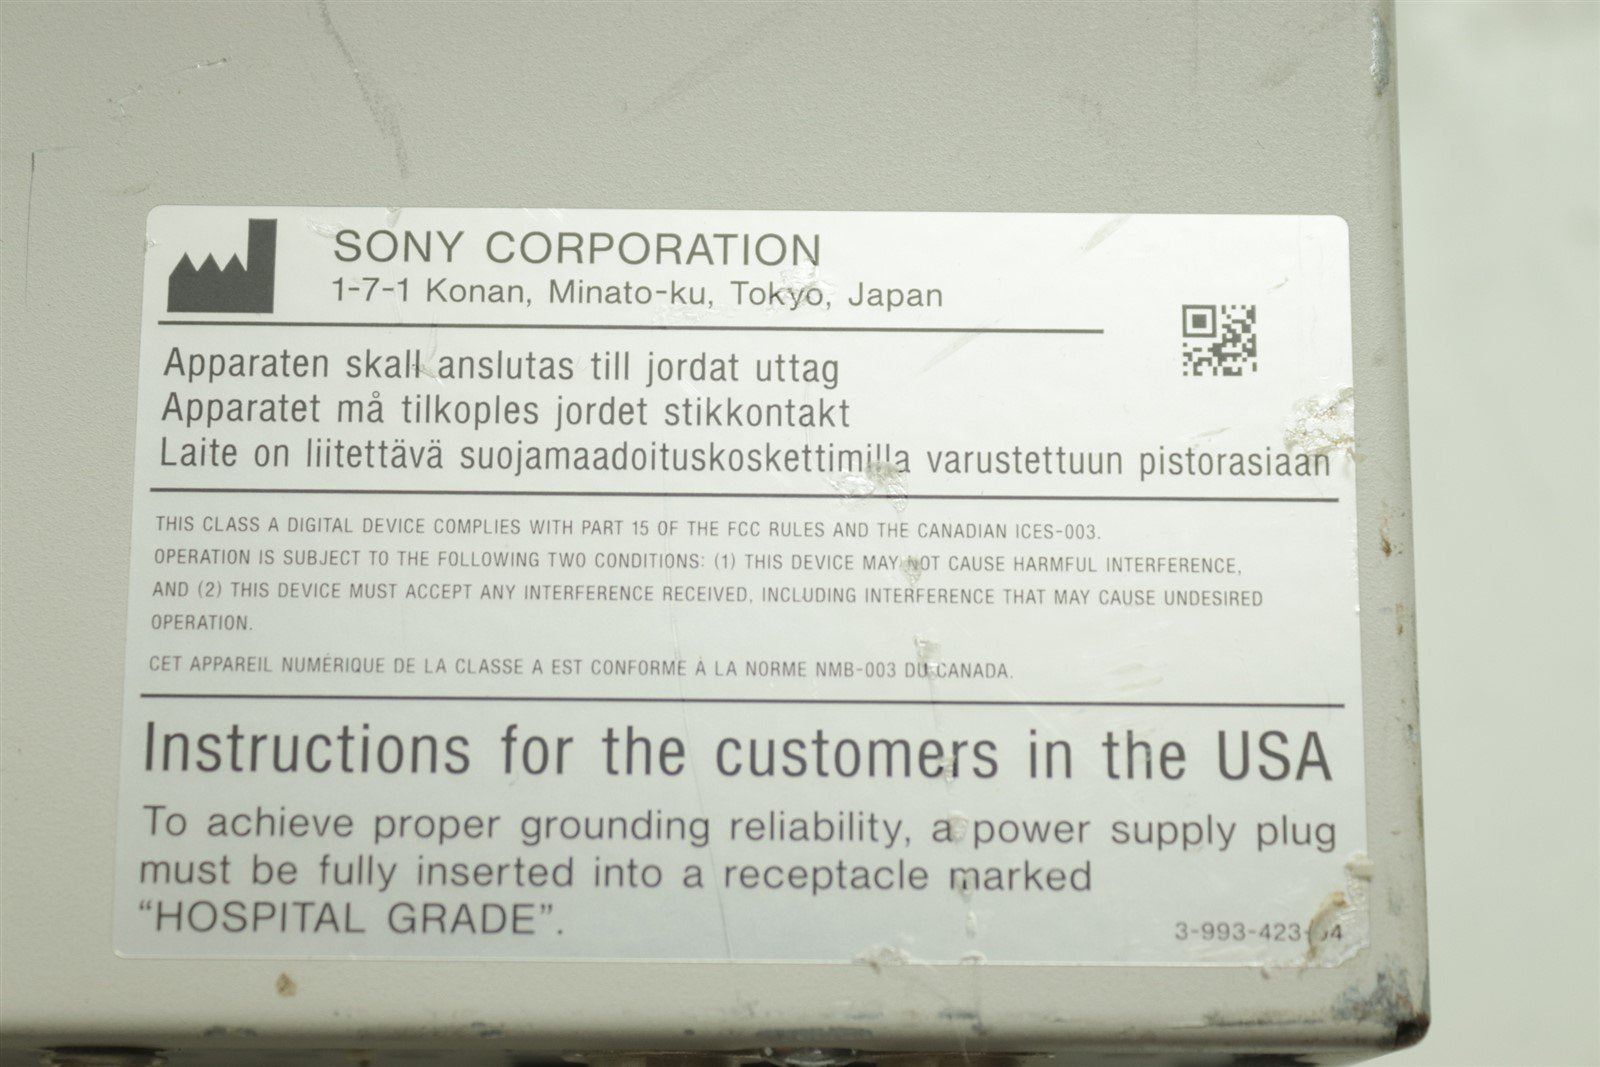 SONY CORPORATION
1-7-1 Konan, Minato-ku, Tokyo, Japan
Apparaten skall anslutas till jordat uttag
Apparatet må tilkoples jordet stikkontakt
Laite on liitettävä suojamaadoituskoskettimilla varustettuun pistorasiaan
THIS CLASS A DIGITAL DEVICE COMPLIES WITH PART 15 OF THE FCC RULES AND THE CANADIAN ICES-003.
OPERATION IS SUBJECT TO THE FOLLOWING TWO CONDITIONS: (1) THIS DEVICE MAY NOT CAUSE HARMFUL INTERFERENCE,
AND (2) THIS DEVICE MUST ACCEPT ANY INTERFERENCE RECEIVED, INCLUDING INTERFERENCE THAT MAY CAUSE UNDESIRED
OPERATION.
CET APPAREIL NUMÉRIQUE DE LA CLASSE A EST CONFORME À LA NORME NMB-003 DU CANADA.
Instructions for the customers in the USA
To achieve proper grounding reliability, a power supply plug
must be fully inserted into a receptacle marked
“HOSPITAL GRADE”.